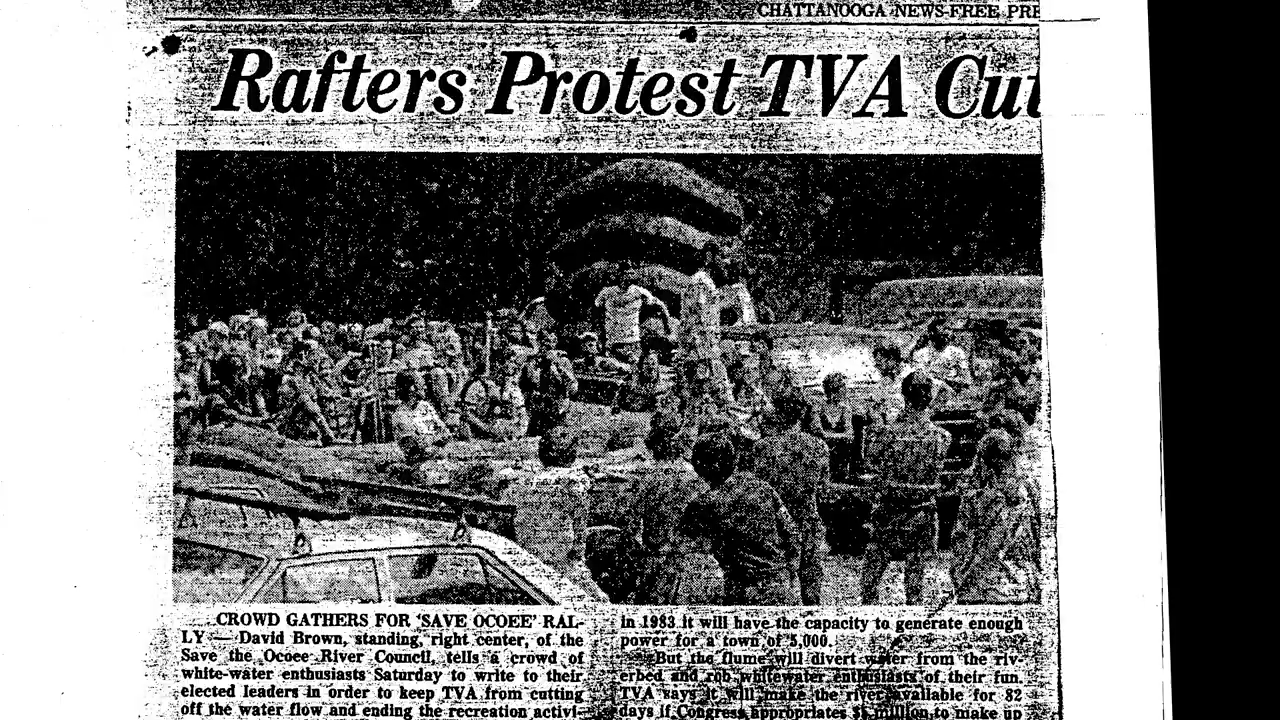 CHATTANOOGA NEWS-FREE PRE
Rafters Protest TVA Cut
CROWD GATHERS FOR 'SAVE OCOEE' RAL-
LY — David Brown, standing right center, of the
Save the Ocoee River Council, tells a crowd of
white-water enthusiasts Saturday to write to their
elected leaders in order to keep TVA from cutting
off the water flow and ending the recreation activi-
in 1983 it will have the capacity to generate enough
power for a town of 5,000.
But the flume will divert water from the riv-
erbed and rob whitewater enthusiasts of their fun.
TVA says it will make the river available for 82
days if Congress appropriates $5 million to make up